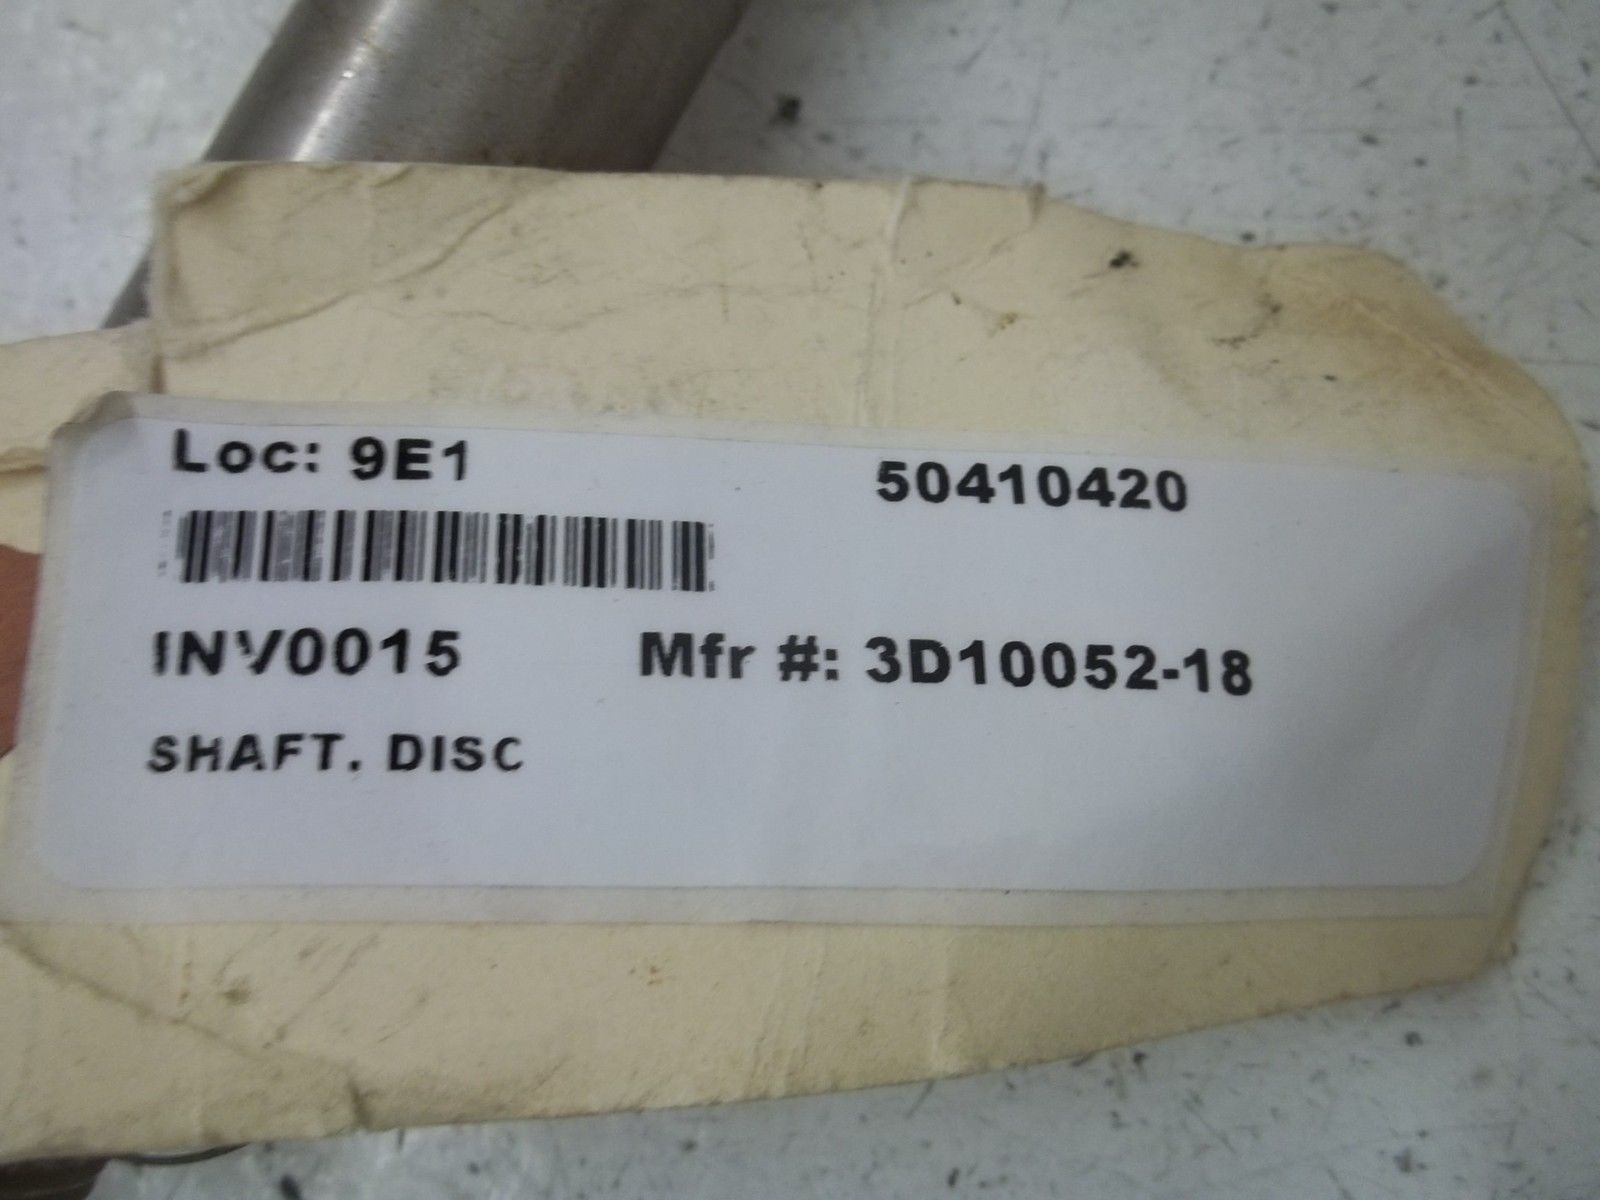 Loc: 9E1
50410420
INV0015
Mfr #: 3D10052-18
SHAFT. DISC